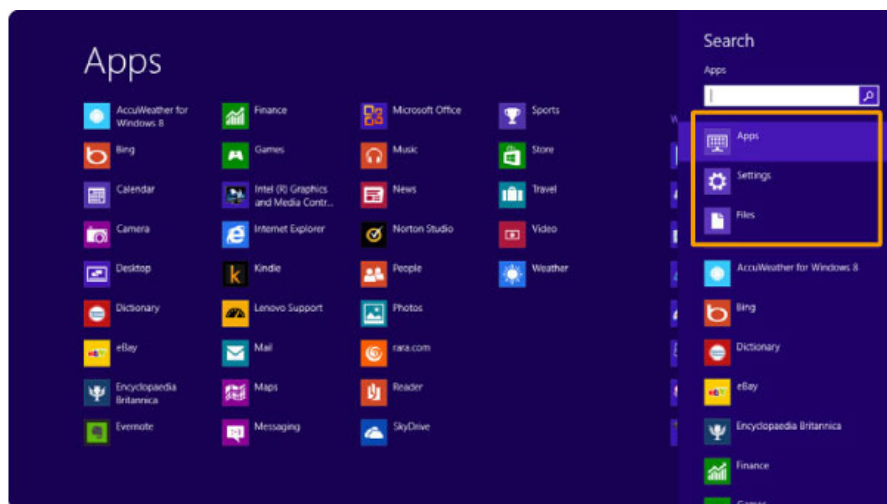 Apps
AccuWeather for
Windows 8
Bing
Calendar
Camera
Desktop
Dictionary
eBay
Encyclopaedia
Britannica
Evernote
Finance
Games
Intel (R) Graphics
and Media Contr...
Internet Explorer
Kindle
Lenovo Support
Mail
Maps
Messaging
Microsoft Office
Music
News
Norton Studio
People
Photos
rara.com
Reader
SkyDrive
Sports
Store
Travel
Video
Weather
Search
Apps
Apps
Settings
Files
AccuWeather for Windows 8
Bing
Dictionary
eBay
Encyclopaedia Britannica
Finance